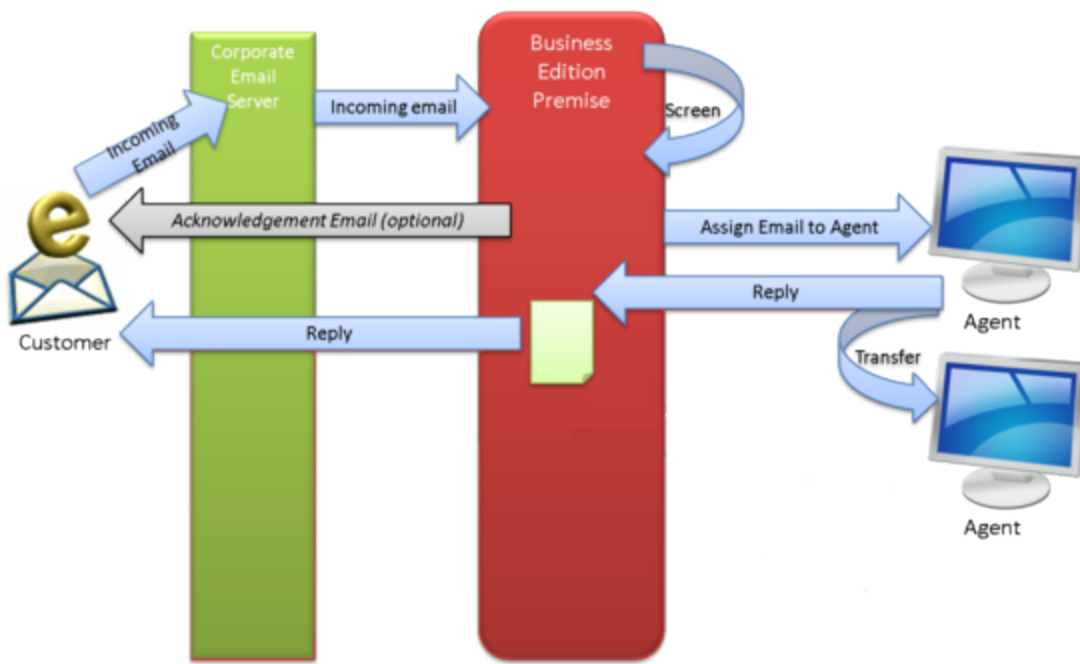 Corporate
Email
Server
Business
Edition
Premise
Incoming
Email
Incoming email
Screen
Acknowledgement Email (optional)
Assign Email to Agent
Reply
Agent
Customer
Reply
Transfer
Agent